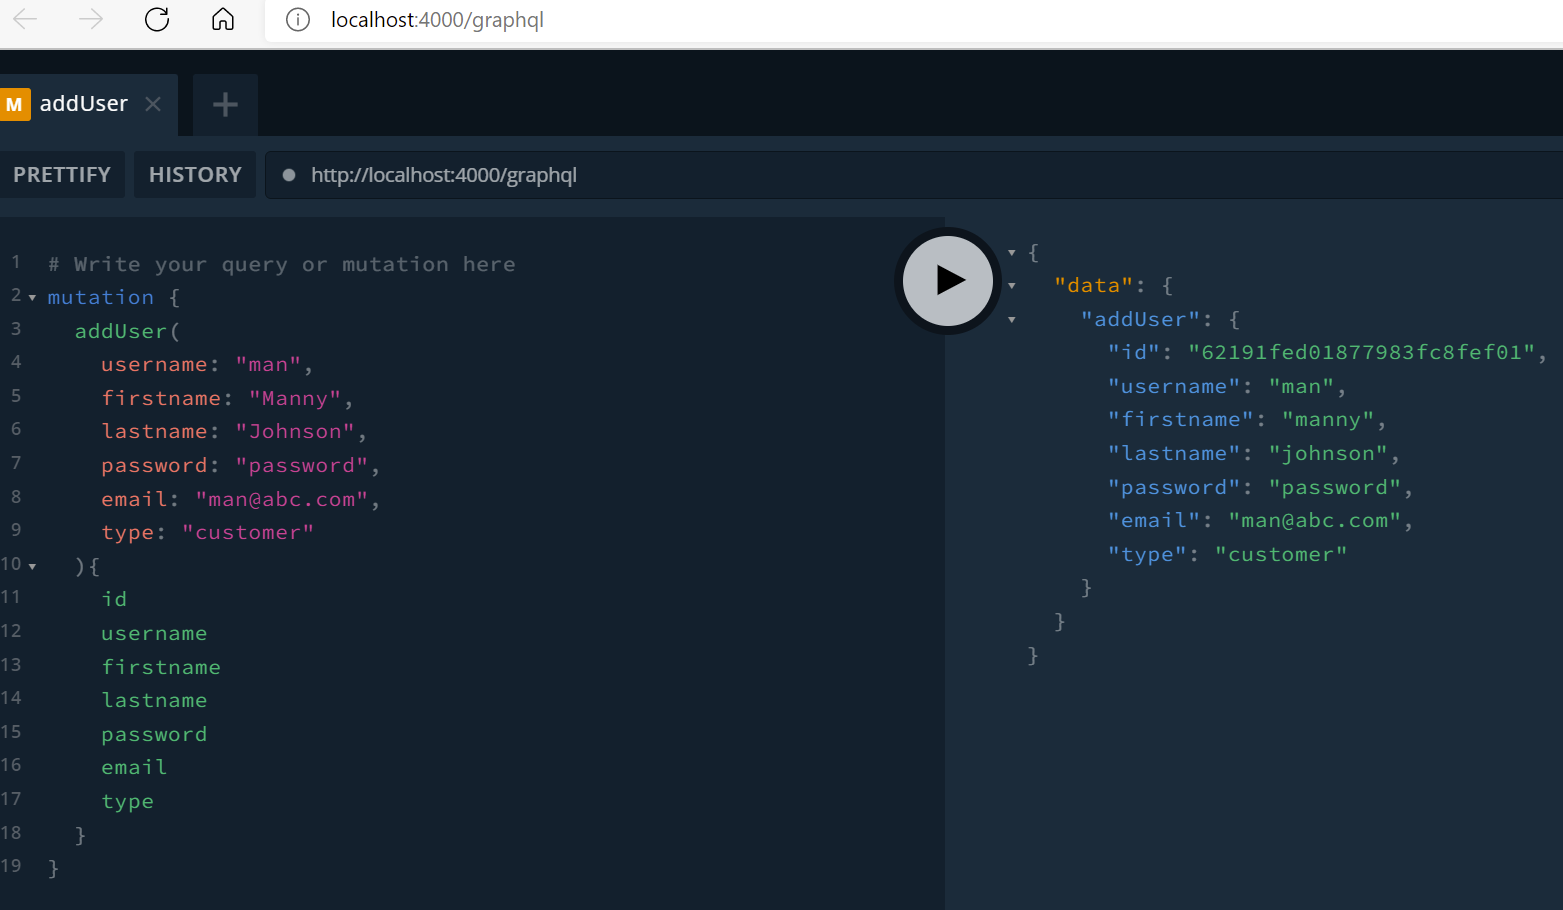 localhost:4000/graphql
M addUser
PRETTIFY HISTORY http://localhost:4000/graphql
1 # Write your query or mutation here
2 mutation {
3 addUser(
4 username: "man",
5 firstname: "Manny",
6 lastname: "Johnson",
7 password: "password",
8 email: "man@abc.com",
9 type: "customer"
10 ){
11 id
12 username
13 firstname
14 lastname
15 password
16 email
17 type
18 }
19 }
{
"data": {
"addUser": {
"id": "62191fed01877983fc8fef01",
"username": "man",
"firstname": "manny",
"lastname": "johnson",
"password": "password",
"email": "man@abc.com",
"type": "customer"
}
}
}